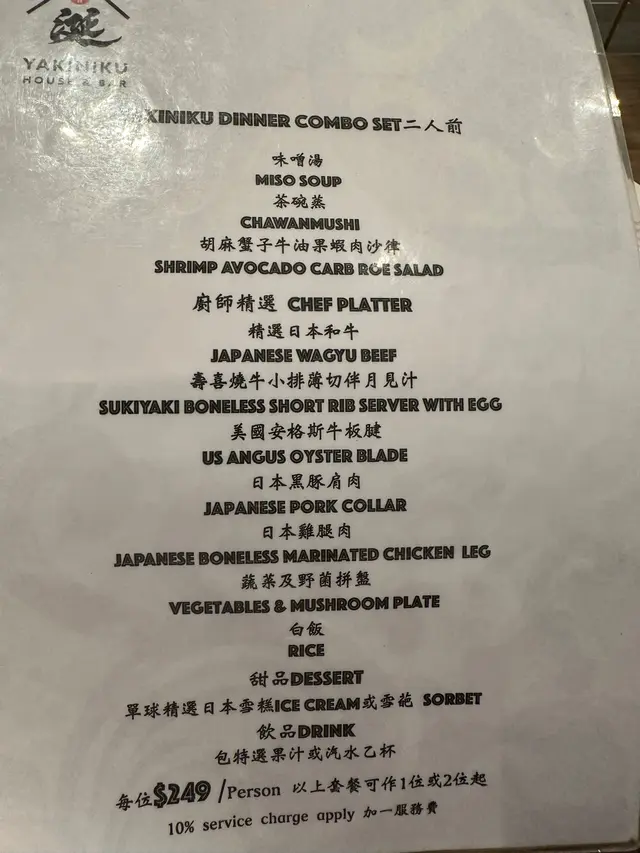 YAKINIKU
HOUSE & BAR
KINIKU DINNER COMBO SET二人前
味噌湯
MISO SOUP
茶碗蒸
CHAWANMUSHI
胡麻蟹子牛油果蝦肉沙律
SHRIMP AVOCADO CARB ROE SALAD
廚師精選 CHEF PLATTER
精選日本和牛
JAPANESE WAGYU BEEF
壽喜燒牛小排薄切伴月見汁
SUKIYAKI BONELESS SHORT RIB SERVER WITH EGG
美國安格斯牛板腱
US ANGUS OYSTER BLADE
日本黑豚肩肉
JAPANESE PORK COLLAR
日本雞腿肉
JAPANESE BONELESS MARINATED CHICKEN LEG
蔬菜及野菌拼盤
VEGETABLES & MUSHROOM PLATE
白飯
RICE
甜品DESSERT
單球精選日本雪糕ICE CREAM或雪葩 SORBET
飲品DRINK
包特選果汁或汽水乙杯
每位$249 /Person 以上套餐可作1位或2位起
10% service charge apply 加一服務費